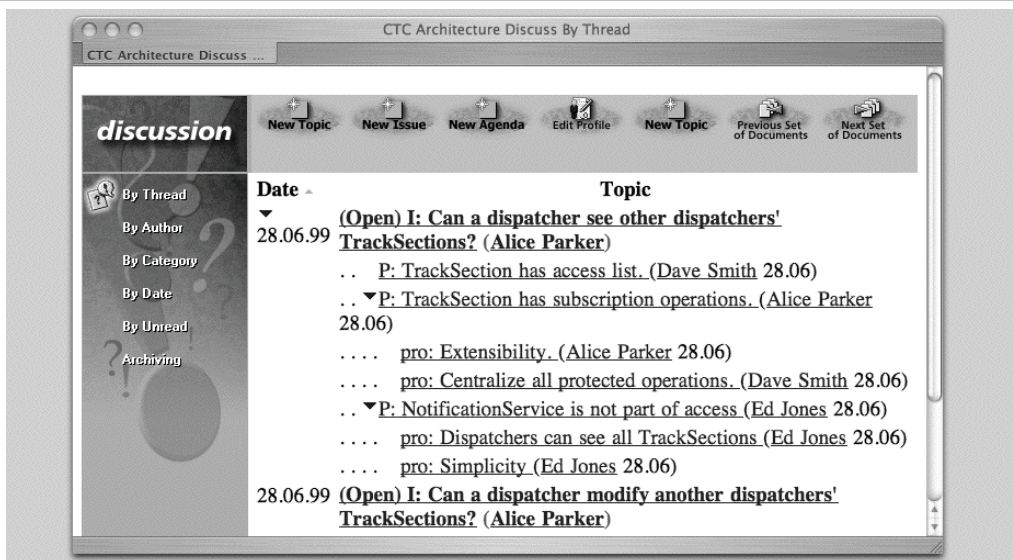 CTC Architecture Discuss By Thread
CTC Architecture Discuss ...
discussion
New Topic
New Issue
New Agenda
Edit Profile
New Topic
Previous Set
of Documents
Next Set
of Documents
By Thread
By Author
By Category
By Date
By Unread
Archiving
Date Topic
28.06.99 (Open) I: Can a dispatcher see other dispatchers'
TrackSections? (Alice Parker)
. . P: TrackSection has access list. (Dave Smith 28.06)
. . P: TrackSection has subscription operations. (Alice Parker
28.06)
. . . . pro: Extensibility. (Alice Parker 28.06)
. . . . pro: Centralize all protected operations. (Dave Smith 28.06)
. . P: NotificationService is not part of access (Ed Jones 28.06)
. . . . pro: Dispatchers can see all TrackSections (Ed Jones 28.06)
. . . . pro: Simplicity (Ed Jones 28.06)
28.06.99 (Open) I: Can a dispatcher modify another dispatchers'
TrackSections? (Alice Parker)